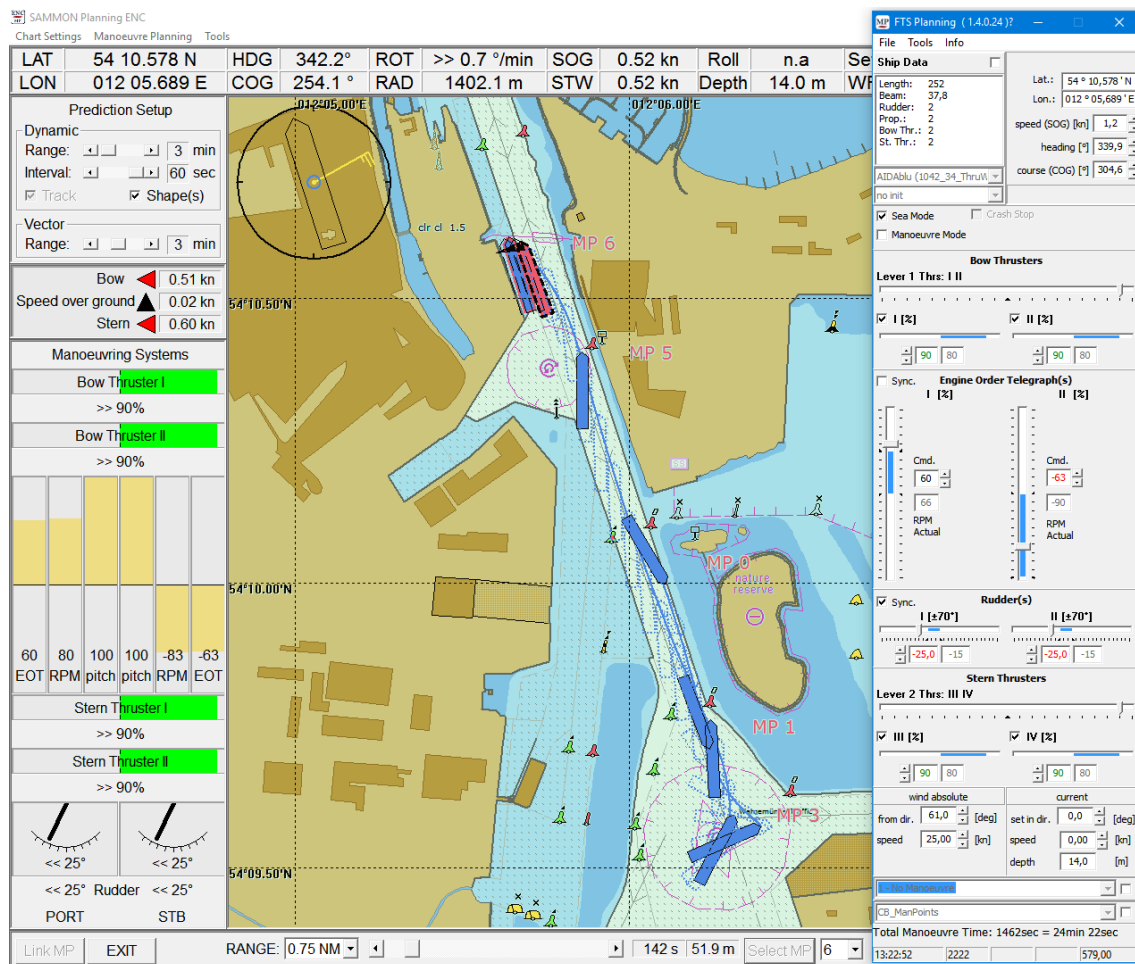 SAMMON Planning ENC
Chart Settings Manoeuvre Planning Tools
LAT 54 10.578 N HDG 342.2° ROT >> 0.7 °/min SOG 0.52 kn Roll n.a Se
LON 012 05.689 E COG 254.1 ° RAD 1402.1 m STW 0.52 kn Depth 14.0 m WF
Prediction Setup
Dynamic
Range: 3 min
Interval: 60 sec
Track Shape(s)
Vector
Range: 3 min
Bow 0.51 kn
Speed over ground 0.02 kn
Stern 0.60 kn
Manoeuvring Systems
Bow Thruster I
>> 90%
Bow Thruster II
>> 90%
60 80 100 100 -83 -63
EOT RPM pitch pitch RPM EOT
Stern Thruster I
>> 90%
Stern Thruster II
>> 90%
<< 25° << 25°
<< 25° Rudder << 25°
PORT STB
Link MP EXIT
012°05.00'E 012°06.00'E
clr cl 1.5
MP 6
54°10.50'N
MP 5
54°10.00'N
MP 0
nature
reserve
MP 1
MP 3
54°09.50'N
RANGE: 0.75 NM 142 s 51.9 m Select MP 6
FTS Planning ( 1.4.0.24 )?
File Tools Info
Ship Data
Length: 252
Beam: 37,8
Rudder: 2
Prop.: 2
Bow Thr.: 2
St. Thr.: 2
Lat.: 54 ° 10,578 ' N
Lon.: 012 ° 05,689 ' E
speed (SOG) [kn] 1,2
heading [°] 339,9
course (COG) [°] 304,6
AIDAblu (1042_34_ThruW
no init
Sea Mode Crash Stop
Manoeuvre Mode
Bow Thrusters
Lever 1 Thrs: I II
I [%] II [%]
90 80 90 80
Sync. Engine Order Telegraph(s)
I [%] II [%]
Cmd. Cmd.
60 -63
66 -90
RPM RPM
Actual Actual
Sync. Rudder(s)
I [±70°] II [±70°]
-25,0 -15 -25,0 -15
Stern Thrusters
Lever 2 Thrs: III IV
III [%] IV [%]
90 80 90 80
wind absolute current
from dir. 61,0 [deg] set in dir. 0,0 [deg]
speed 25,00 [kn] speed 0,00 [kn]
depth 14,0 [m]
1 - No Manoeuvre
CB_ManPoints
Total Manoeuvre Time: 1462sec = 24min 22sec
13:22:52 2222 579,00